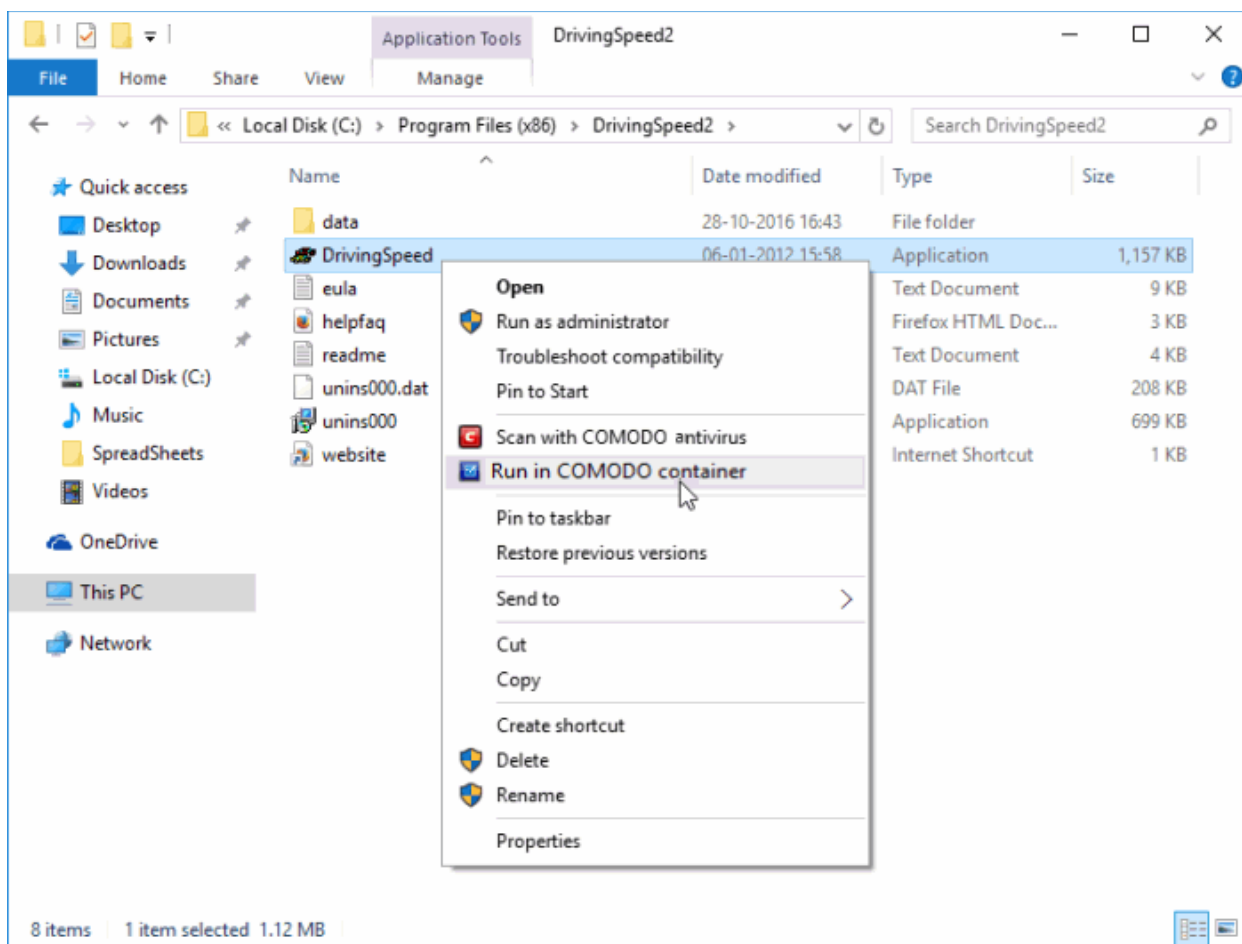 Application Tools DrivingSpeed2
File Home Share View Manage
« Local Disk (C:) > Program Files (x86) > DrivingSpeed2 > Search DrivingSpeed2
Name Date modified Type Size
Quick access
Desktop
Downloads
Documents
Pictures
Local Disk (C:)
Music
SpreadSheets
Videos
OneDrive
This PC
Network
data 28-10-2016 16:43 File folder
DrivingSpeed 06-01-2012 15:58 Application 1,157 KB
eula Text Document 9 KB
helpfaq Firefox HTML Doc... 3 KB
readme Text Document 4 KB
unins000.dat DAT File 208 KB
unins000 Application 699 KB
website Internet Shortcut 1 KB
Open
Run as administrator
Troubleshoot compatibility
Pin to Start
Scan with COMODO antivirus
Run in COMODO container
Pin to taskbar
Restore previous versions
Send to
Cut
Copy
Create shortcut
Delete
Rename
Properties
8 items 1 item selected 1.12 MB